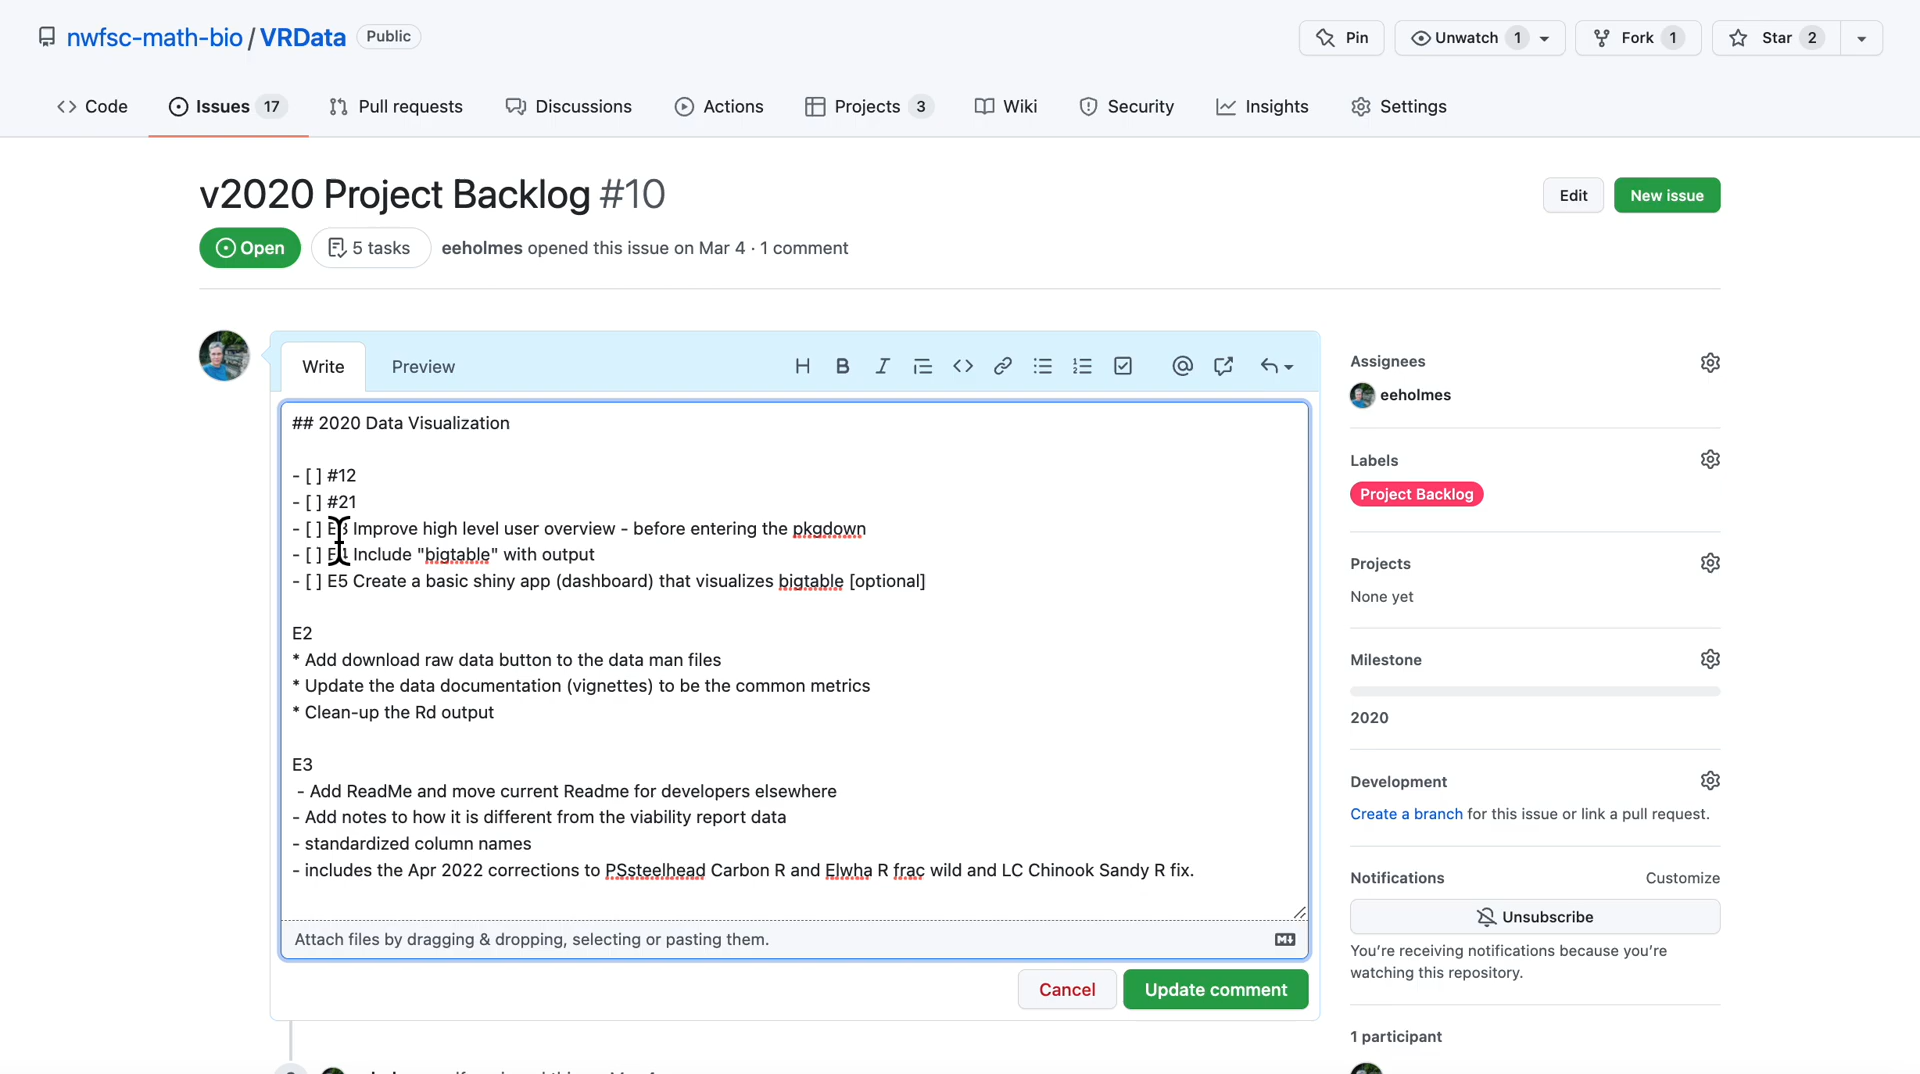 nwfsc-math-bio / VRData Public
Pin
Unwatch 1
Fork 1
Star 2
Code
Issues 17
Pull requests
Discussions
Actions
Projects 3
Wiki
Security
Insights
Settings
v2020 Project Backlog #10
Edit
New issue
Open
5 tasks
eeholmes opened this issue on Mar 4 · 1 comment
Write
Preview
## 2020 Data Visualization
- [ ] #12
- [ ] #21
- [ ] E3 Improve high level user overview - before entering the pkgdown
- [ ] E4 Include "bigtable" with output
- [ ] E5 Create a basic shiny app (dashboard) that visualizes bigtable [optional]
E2
* Add download raw data button to the data man files
* Update the data documentation (vignettes) to be the common metrics
* Clean-up the Rd output
E3
- Add ReadMe and move current Readme for developers elsewhere
- Add notes to how it is different from the viability report data
- standardized column names
- includes the Apr 2022 corrections to PSsteelhead Carbon R and Elwha R frac wild and LC Chinook Sandy R fix.
Attach files by dragging & dropping, selecting or pasting them.
Cancel
Update comment
Assignees
eeholmes
Labels
Project Backlog
Projects
None yet
Milestone
2020
Development
Create a branch for this issue or link a pull request.
Notifications
Customize
Unsubscribe
You're receiving notifications because you're
watching this repository.
1 participant